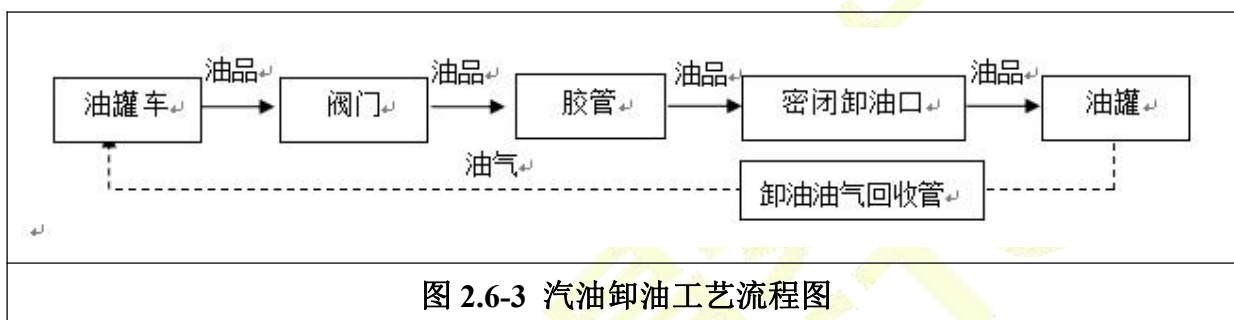 油品 油品 油品 油品
油罐车 阀门 胶管 密闭卸油口 油罐
油气
卸油油气回收管
图 2.6-3 汽油卸油工艺流程图